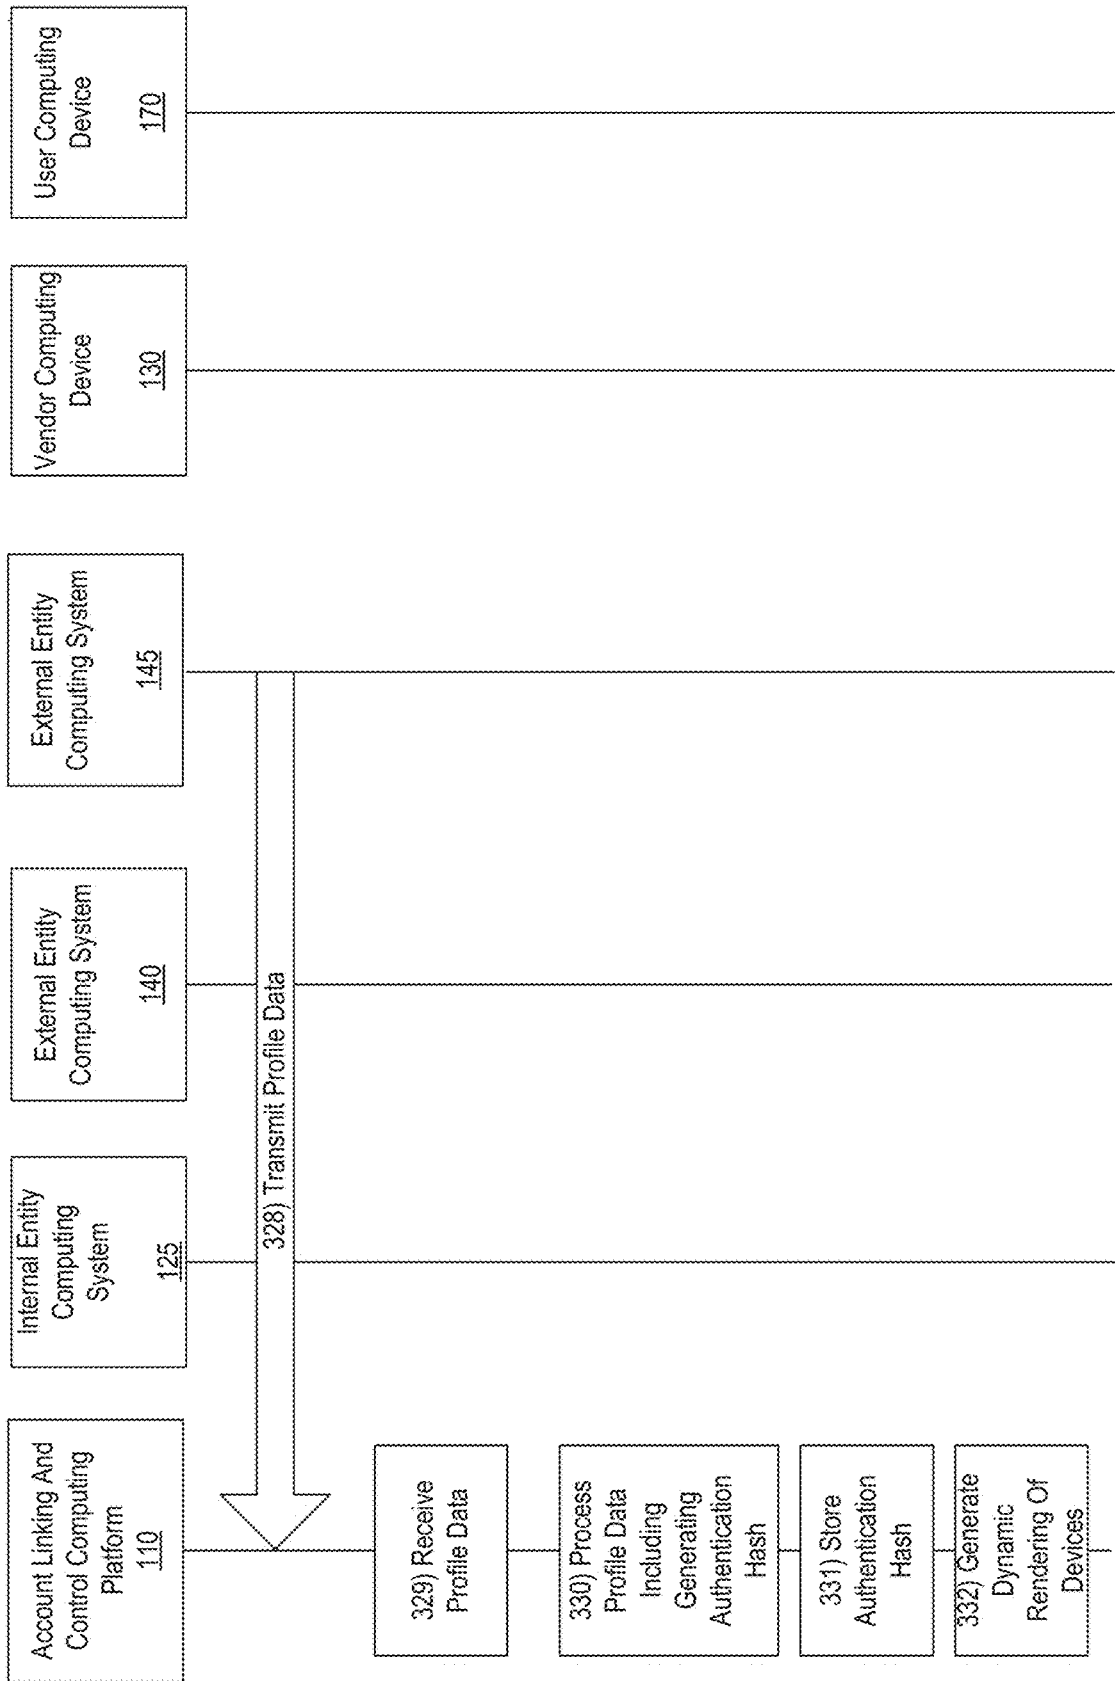 Account Linking And
Control Computing
Platform
110
Internal Entity
Computing
System
125
External Entity
Computing System
140
External Entity
Computing System
145
Vendor Computing
Device
130
User Computing
Device
170
328) Transmit Profile Data
329) Receive
Profile Data
330) Process
Profile Data
Including
Generating
Authentication
Hash
331) Store
Authentication
Hash
332) Generate
Dynamic
Rendering Of
Devices